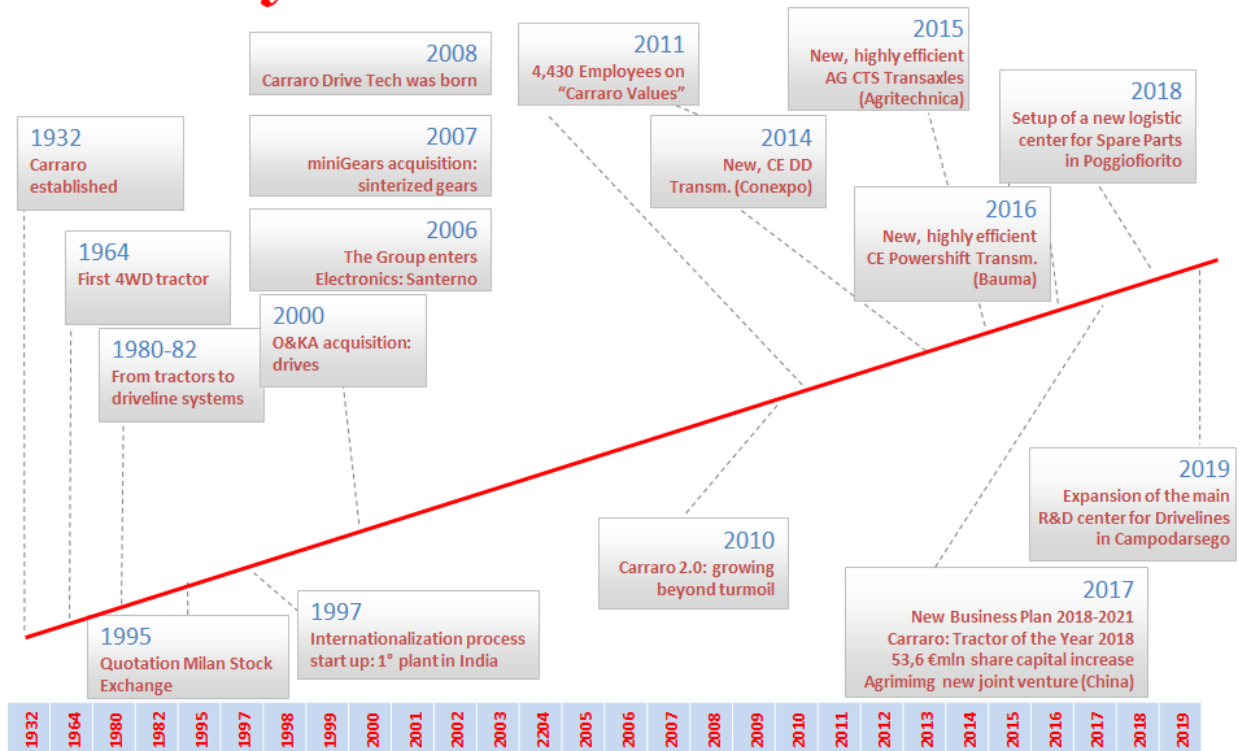 2008
Carraro Drive Tech was born
2011
4,430 Employees on
“Carraro Values”
2015
New, highly efficient
AG CTS Transaxles
(Agritechnica)
2018
Setup of a new logistic
center for Spare Parts
in Poggiofiorito
1932
Carraro
established
2007
miniGears acquisition:
sinterized gears
2014
New, CE DD
Transm. (Conexpo)
2016
New, highly efficient
CE Powershift Transm.
(Bauma)
1964
First 4WD tractor
2006
The Group enters
Electronics: Santerno
2000
O&KA acquisition:
drives
1980-82
From tractors to
driveline systems
2019
Expansion of the main
R&D center for Drivelines
in Campodarsego
2010
Carraro 2.0: growing
beyond turmoil
2017
New Business Plan 2018-2021
Carraro: Tractor of the Year 2018
53,6 €mln share capital increase
Agrimimg new joint venture (China)
1997
Internationalization process
start up: 1° plant in India
1995
Quotation Milan Stock
Exchange
1932
1964
1980
1982
1995
1997
1998
1999
2000
2001
2002
2003
2204
2005
2006
2007
2008
2009
2010
2011
2012
2013
2014
2015
2016
2017
2018
2019